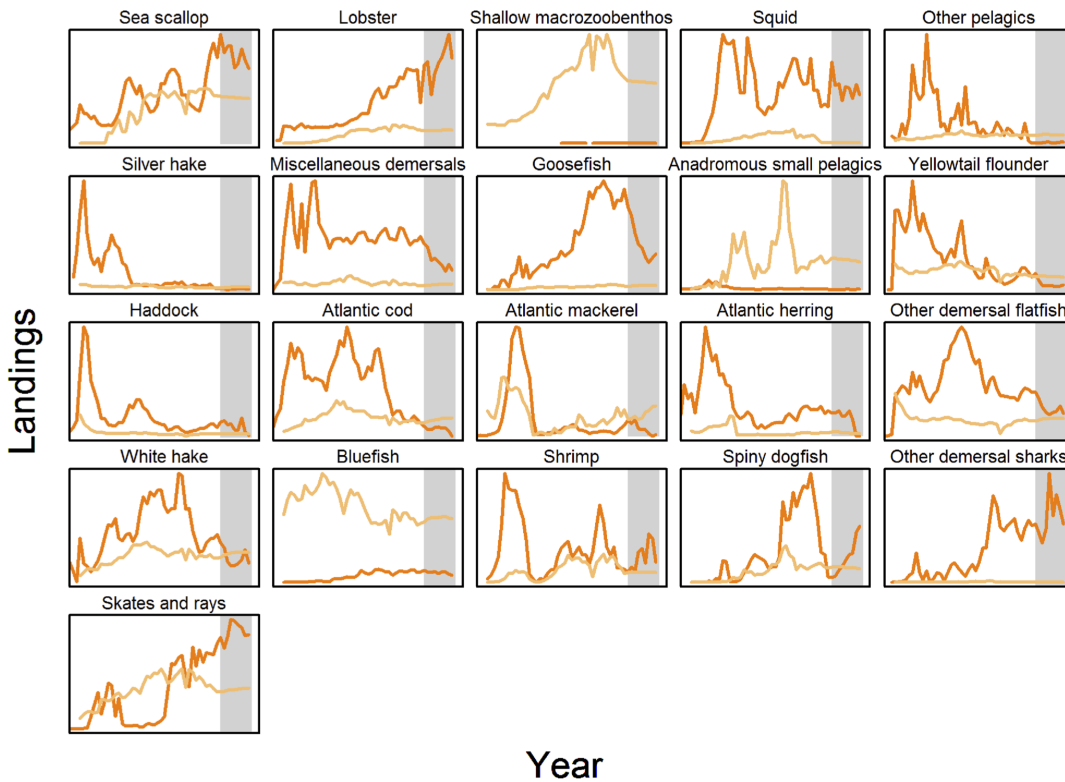 Sea scallop
Lobster
Shallow macrozoobenthos
Squid
Other pelagics
Silver hake
Miscellaneous demersals
Goosefish
Anadromous small pelagics
Yellowtail flounder
Haddock
Atlantic cod
Atlantic mackerel
Atlantic herring
Other demersal flatfish
White hake
Bluefish
Shrimp
Spiny dogfish
Other demersal sharks
Skates and rays
Landings
Year